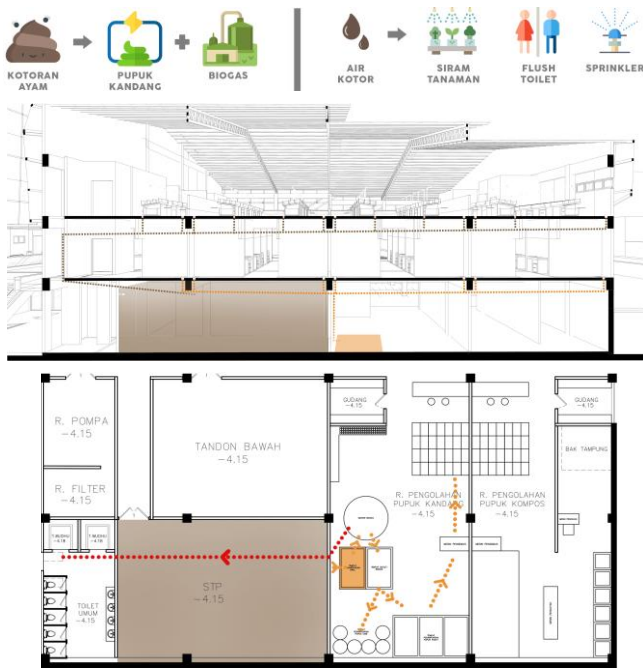 KOTORAN
AYAM
PUPUK
KANDANG
BIOGAS
AIR
KOTOR
SIRAM
TANAMAN
FLUSH
TOILET
SPRINKLER
R. POMPA
-4.15
R. FILTER
-4.15
TANDON BAWAH
-4.15
GUDANG
-4.15
GUDANG
-4.15
BAK TAMPUNG
R. PENGOLAHAN
PUPUK KANDANG
-4.15
R. PENGOLAHAN
PUPUK KOMPOS
-4.15
STP
-4.15
TOILET
UMUM
-4.15